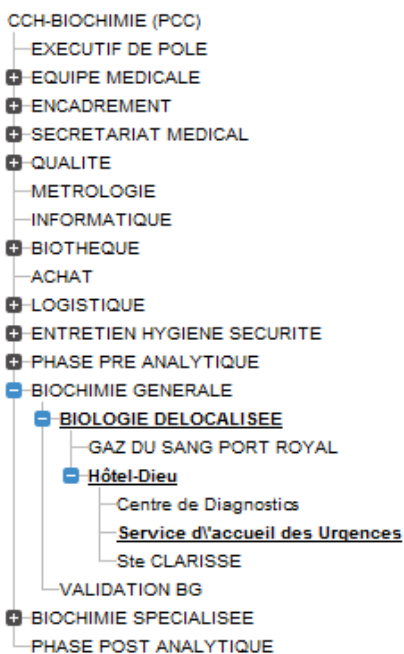 CCH-BIOCHIMIE (PCC)
EXECUTIF DE POLE
EQUIPE MEDICALE
ENCADREMENT
SECRETARIAT MEDICAL
QUALITE
METROLOGIE
INFORMATIQUE
BIOTHEQUE
ACHAT
LOGISTIQUE
ENTRETIEN HYGIENE SECURITE
PHASE PRE ANALYTIQUE
BIOCHIMIE GENERALE
BIOLOGIE DELOCALISEE
GAZ DU SANG PORT ROYAL
Hôtel-Dieu
Centre de Diagnostics
Service d\'accueil des Urgences
Ste CLARISSE
VALIDATION BG
BIOCHIMIE SPECIALISEE
PHASE POST ANALYTIQUE